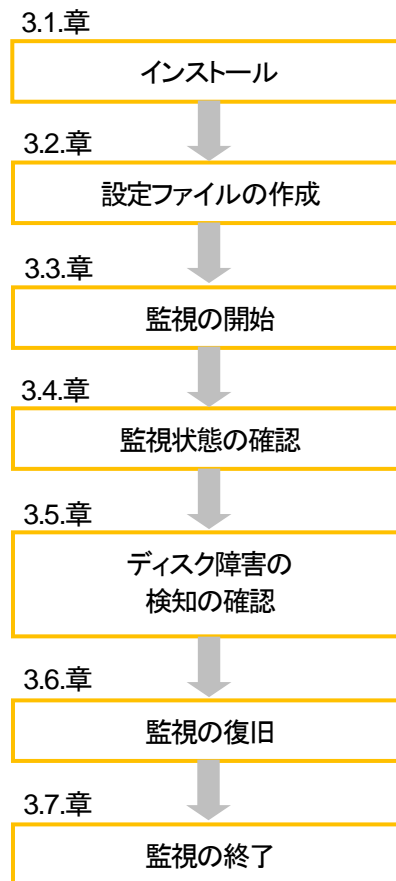 3.1.章
インストール
3.2.章
設定ファイルの作成
3.3.章
監視の開始
3.4.章
監視状態の確認
3.5.章
ディスク障害の
検知の確認
3.6.章
監視の復旧
3.7.章
監視の終了